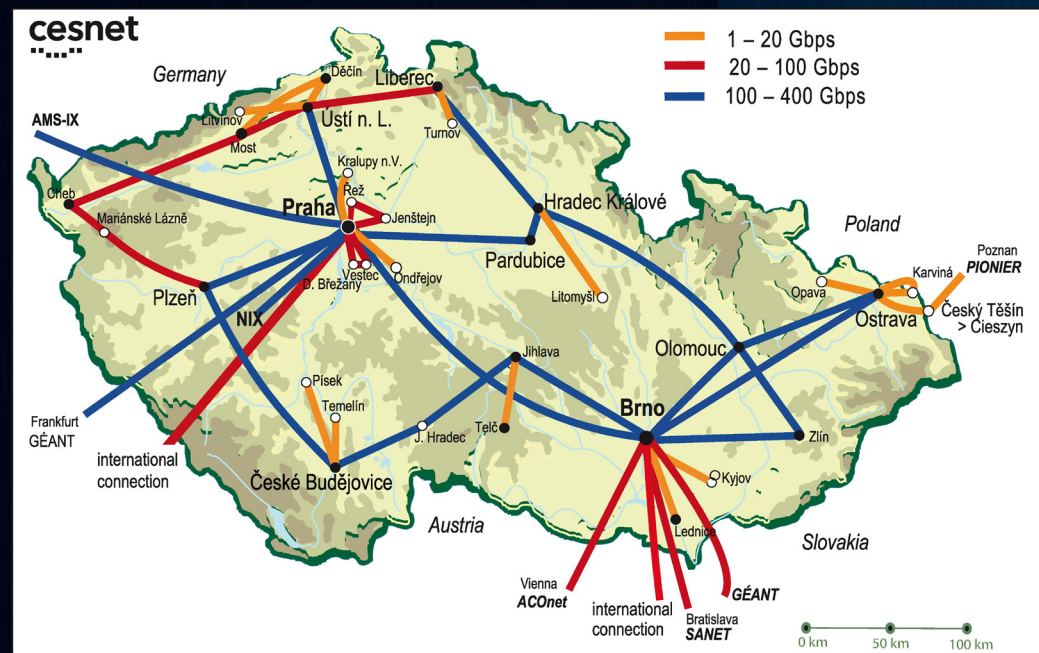 cesnet
1 – 20 Gbps
20 – 100 Gbps
100 – 400 Gbps
Germany
Děčín
Liberec
AMS-IX
Litvínov
Ústí n. L.
Turnov
Most
Kralupy n.V.
Řež
Cheb
Praha
Jenštejn
Hradec Králové
Mariánské Lázně
Poland
Pardubice
Poznan
PIONIER
Vestec
D. Břežany
Ondřejov
Karviná
Plzeň
Litomyšl
Opava
NIX
Ostrava
Český Těšín
> Cieszyn
Olomouc
Jihlava
Písek
Temelín
Brno
Frankfurt
GÉANT
Telč
J. Hradec
Zlín
international
connection
České Budějovice
Kyjov
Austria
Lednice
Slovakia
Vienna
ACOnet
GÉANT
international
connection
Bratislava
SANET
0 km
50 km
100 km